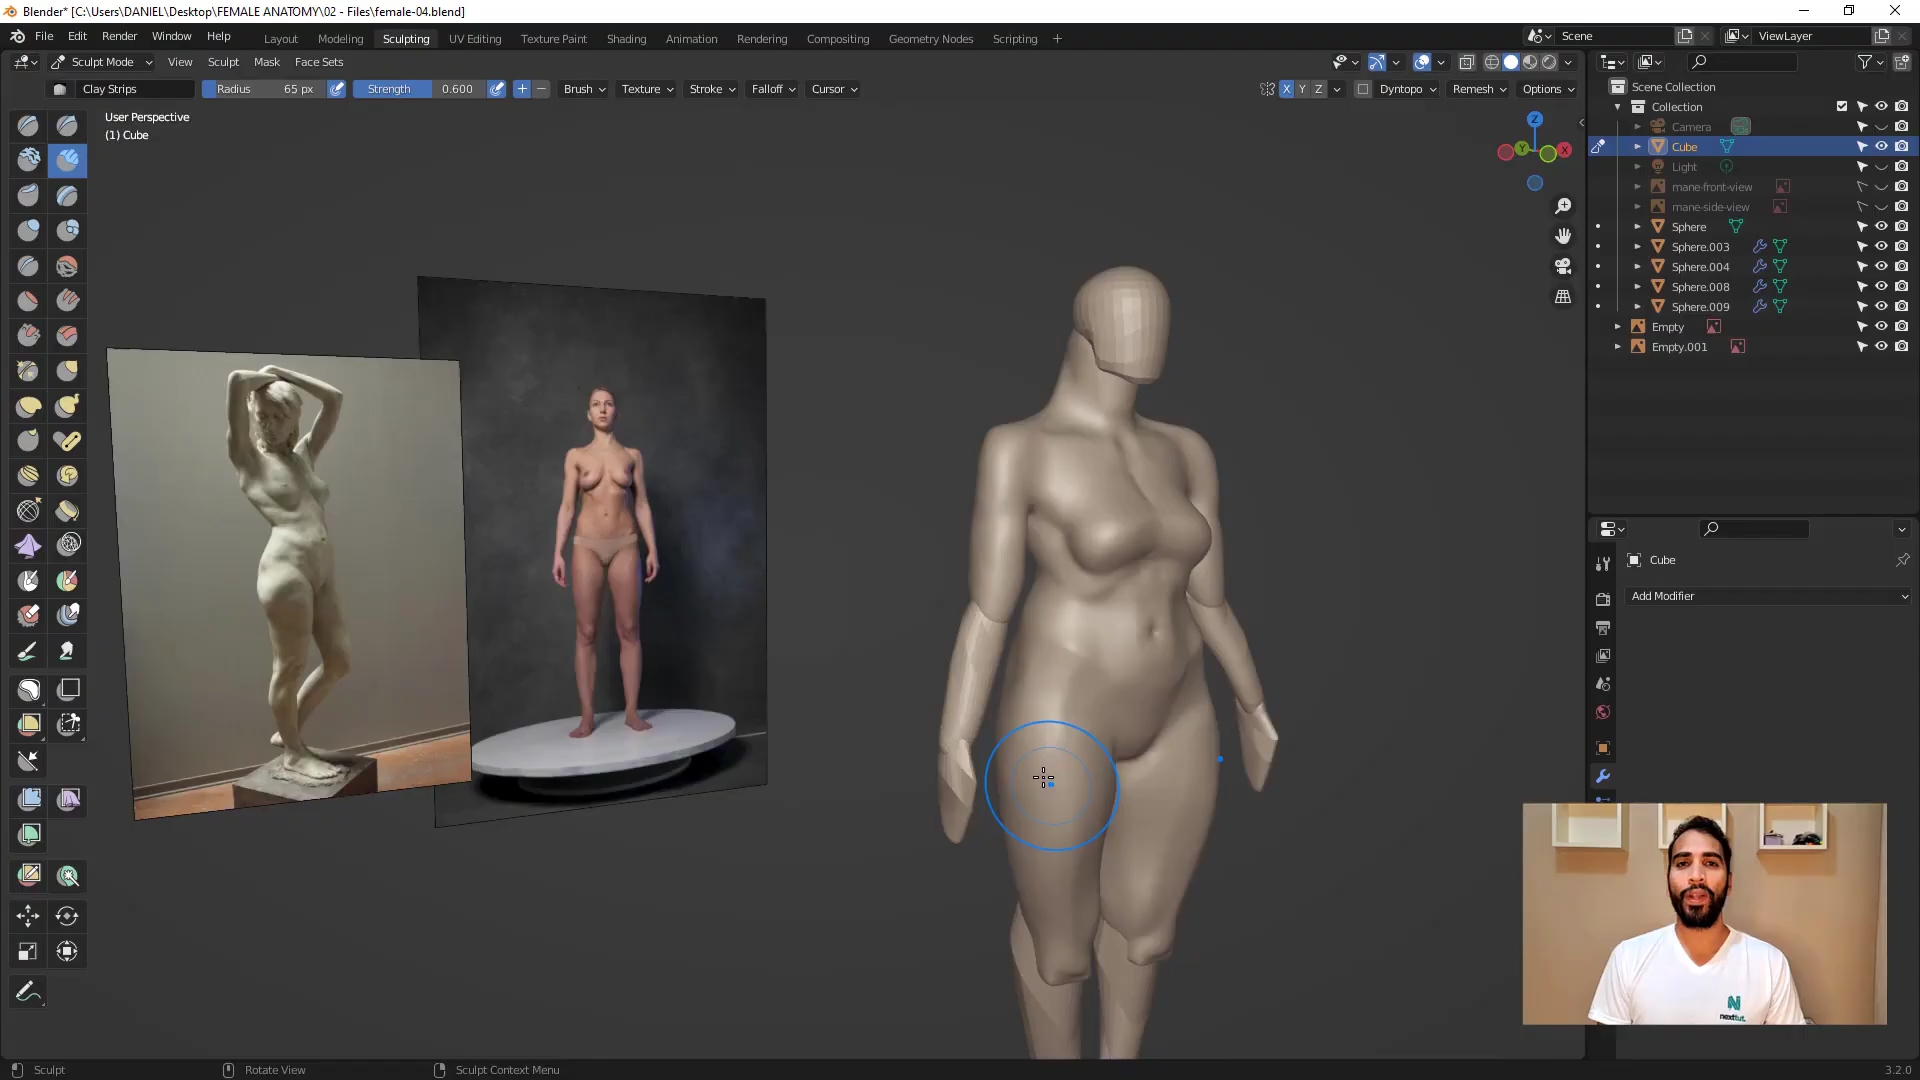 Blender* [C:\Users\DANIEL\Desktop\FEMALE ANATOMY\02 - Files\female-04.blend]
File Edit Render Window Help
Layout Modeling Sculpting UV Editing Texture Paint Shading Animation Rendering Compositing Geometry Nodes Scripting +
Scene
ViewLayer
Sculpt Mode View Sculpt Mask Face Sets
Clay Strips Radius 65 px Strength 0.600 Brush Texture Stroke Falloff Cursor
X Y Z Dyntopo Remesh Options
User Perspective
(1) Cube
Z
Y
X
Scene Collection
Collection
Camera
Cube
Light
mane-front-view
mane-side-view
Sphere
Sphere.003
Sphere.004
Sphere.008
Sphere.009
Empty
Empty.001
Cube
Add Modifier
N
nexttut.
Sculpt Rotate View Sculpt Context Menu 3.2.0